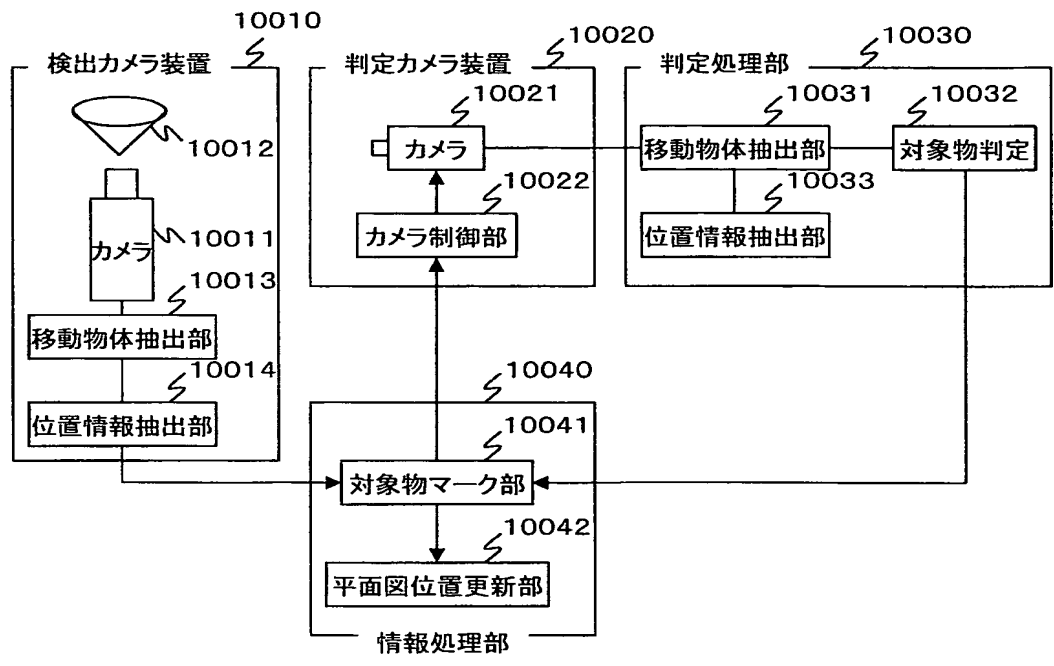 10010
検出カメラ装置
10012
カメラ
10011
10013
移動物体抽出部
10014
位置情報抽出部
10020
判定カメラ装置
10021
カメラ
10022
カメラ制御部
10030
判定処理部
10031
移動物体抽出部
10032
対象物判定
10033
位置情報抽出部
10040
10041
対象物マーク部
10042
平面図位置更新部
情報処理部